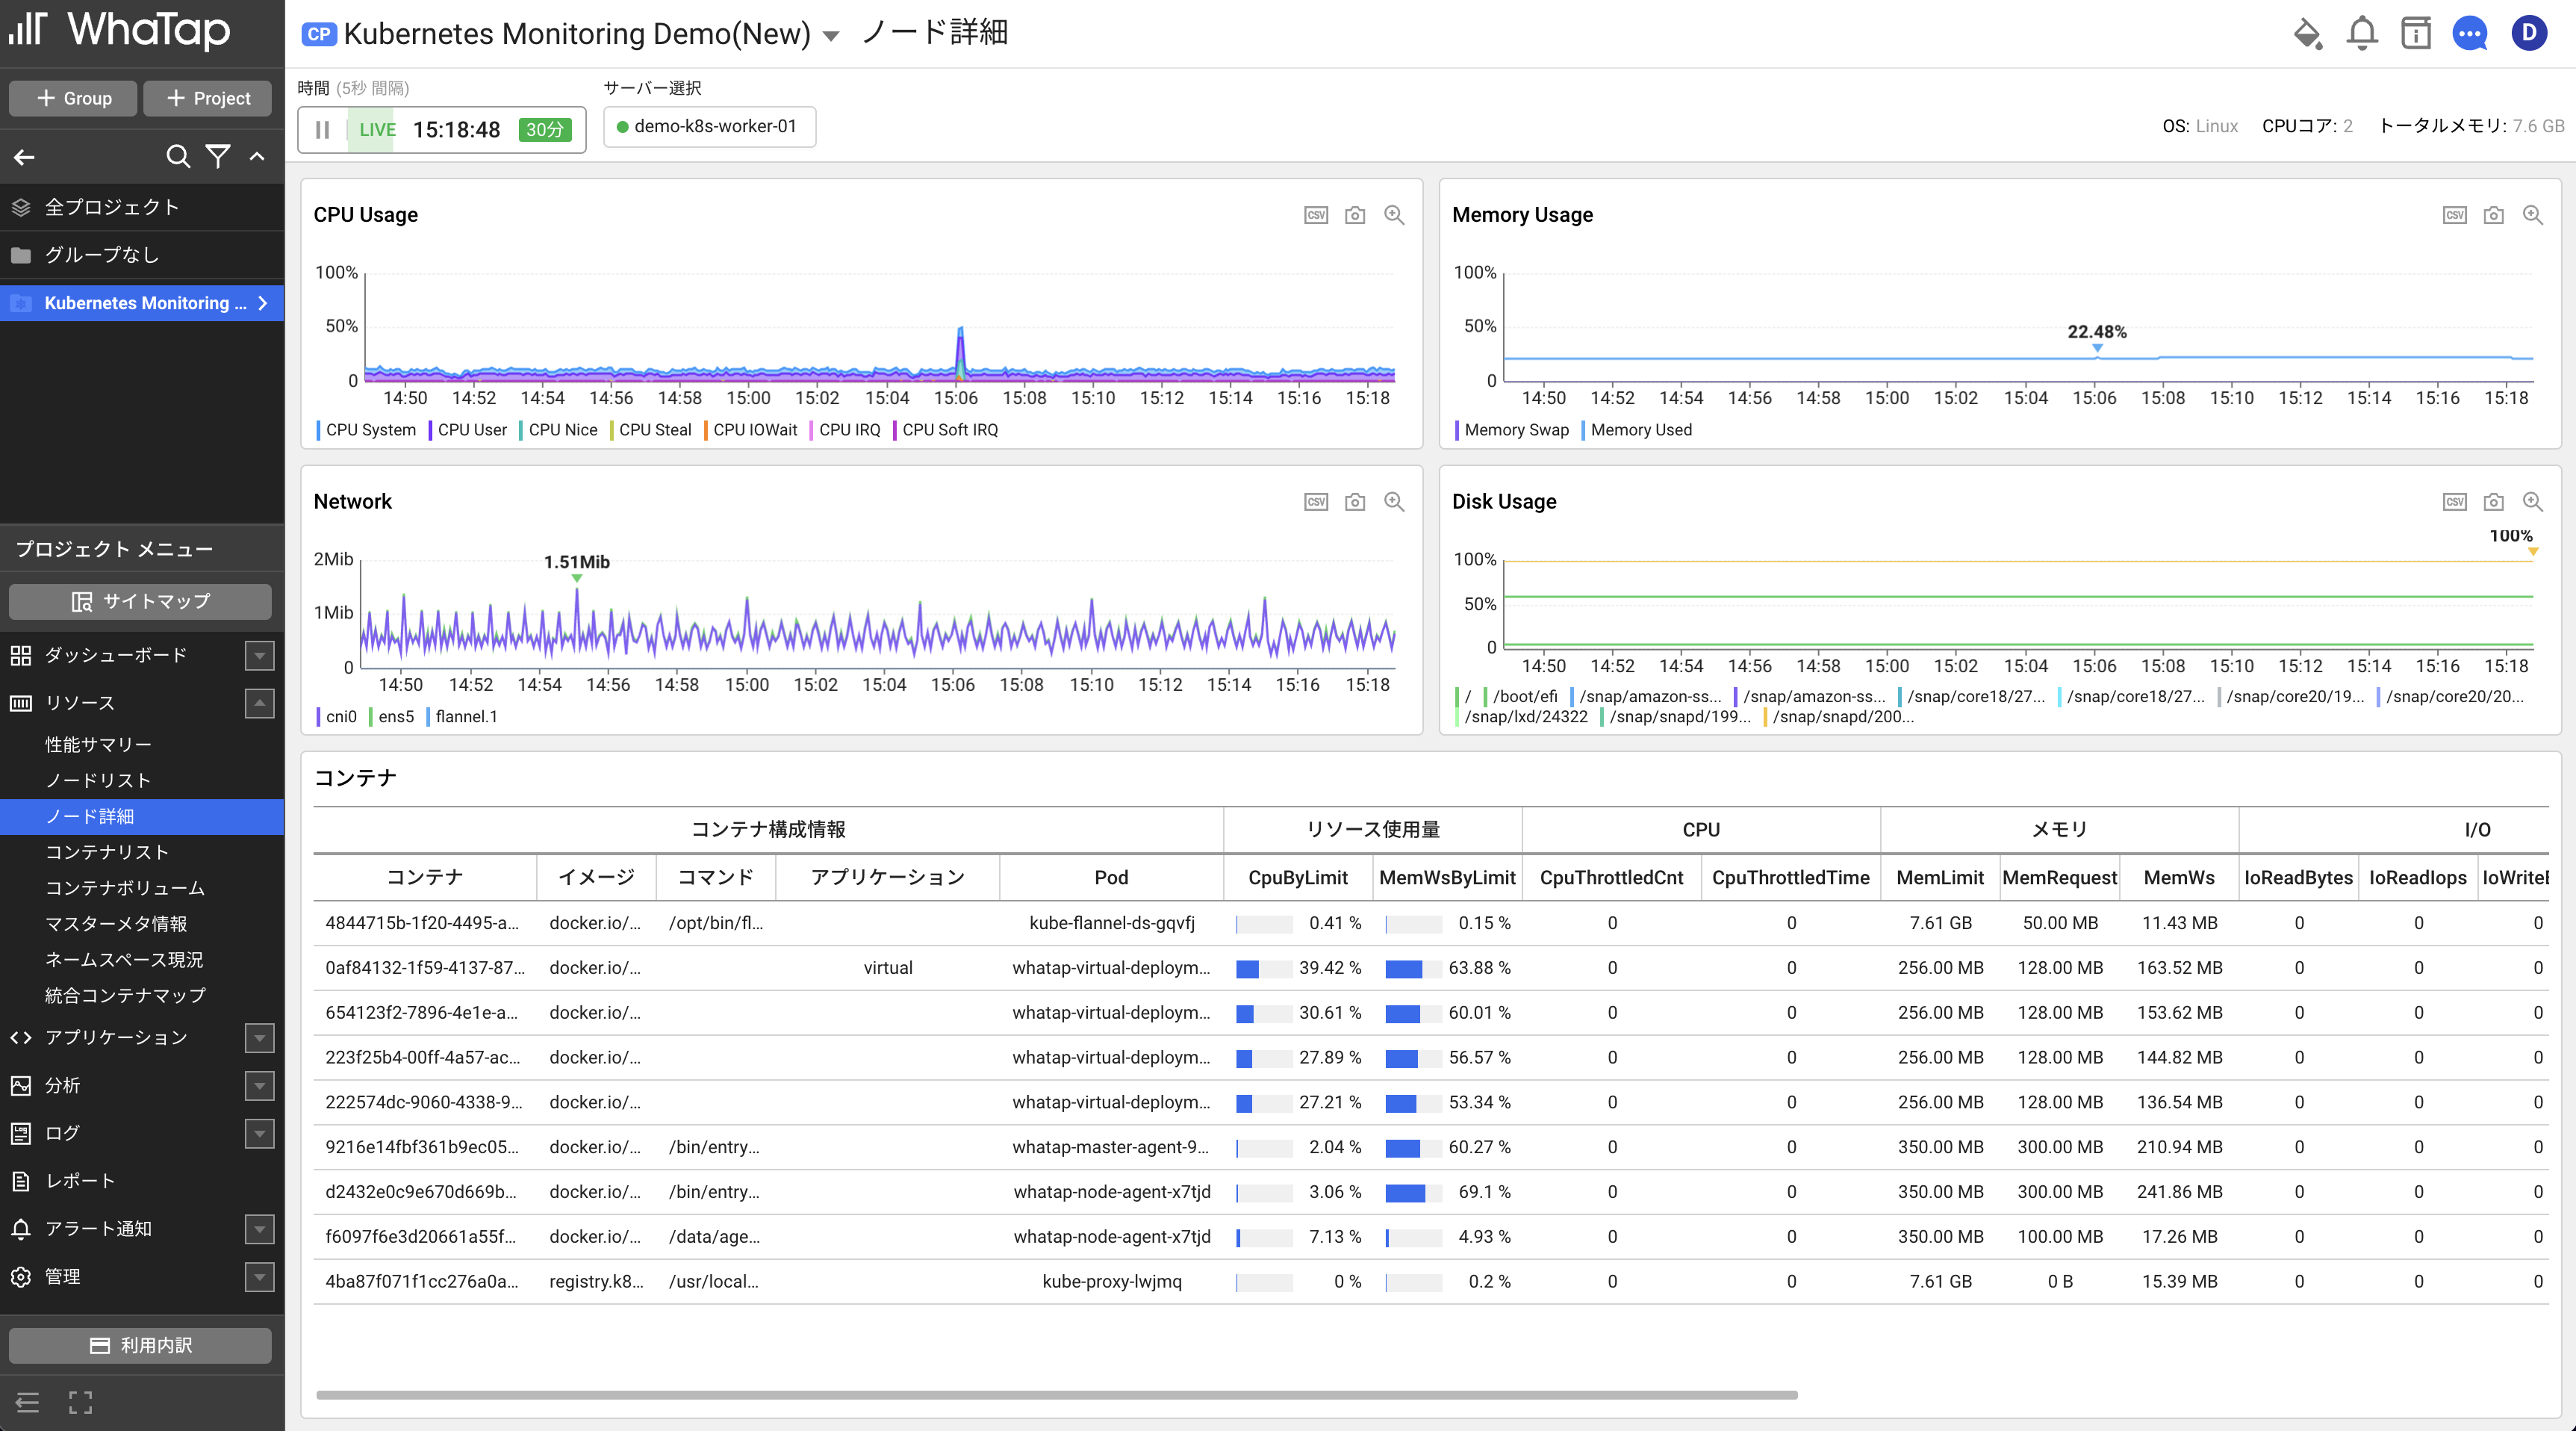 WhaTap
Group
Project
全プロジェクト
グループなし
Kubernetes Monitoring ...
プロジェクト メニュー
サイトマップ
ダッシューボード
リソース
性能サマリー
ノードリスト
ノード詳細
コンテナリスト
コンテナボリューム
マスターメタ情報
ネームスペース現況
統合コンテナマップ
アプリケーション
分析
ログ
レポート
アラート通知
管理
利用内訳
CP Kubernetes Monitoring Demo(New) ノード詳細
D
時間 (5秒 間隔)
LIVE 15:18:48 30分
サーバー選択
demo-k8s-worker-01
OS: Linux CPUコア: 2 トータルメモリ: 7.6 GB
CPU Usage
CSV
100%
50%
0
14:50 14:52 14:54 14:56 14:58 15:00 15:02 15:04 15:06 15:08 15:10 15:12 15:14 15:16 15:18
CPU System CPU User CPU Nice CPU Steal CPU IOWait CPU IRQ CPU Soft IRQ
Memory Usage
CSV
100%
50%
22.48%
0
14:50 14:52 14:54 14:56 14:58 15:00 15:02 15:04 15:06 15:08 15:10 15:12 15:14 15:16 15:18
Memory Swap Memory Used
Network
CSV
2Mib
1.51Mib
1Mib
0
14:50 14:52 14:54 14:56 14:58 15:00 15:02 15:04 15:06 15:08 15:10 15:12 15:14 15:16 15:18
cni0 ens5 flannel.1
Disk Usage
CSV
100%
100%
50%
0
14:50 14:52 14:54 14:56 14:58 15:00 15:02 15:04 15:06 15:08 15:10 15:12 15:14 15:16 15:18
/ /boot/efi /snap/amazon-ss... /snap/amazon-ss... /snap/core18/27... /snap/core18/27... /snap/core20/19... /snap/core20/20...
/snap/lxd/24322 /snap/snapd/199... /snap/snapd/200...
コンテナ
コンテナ構成情報 リソース使用量 CPU メモリ I/O
コンテナ イメージ コマンド アプリケーション Pod CpuByLimit MemWsByLimit CpuThrottledCnt CpuThrottledTime MemLimit MemRequest MemWs IoReadBytes IoReadIops IoWriteB
4844715b-1f20-4495-a... docker.io/... /opt/bin/fl... kube-flannel-ds-gqvfj 0.41 % 0.15 % 0 0 7.61 GB 50.00 MB 11.43 MB 0 0 0
0af84132-1f59-4137-87... docker.io/... virtual whatap-virtual-deploym... 39.42 % 63.88 % 0 0 256.00 MB 128.00 MB 163.52 MB 0 0 0
654123f2-7896-4e1e-a... docker.io/... whatap-virtual-deploym... 30.61 % 60.01 % 0 0 256.00 MB 128.00 MB 153.62 MB 0 0 0
223f25b4-00ff-4a57-ac... docker.io/... whatap-virtual-deploym... 27.89 % 56.57 % 0 0 256.00 MB 128.00 MB 144.82 MB 0 0 0
222574dc-9060-4338-9... docker.io/... whatap-virtual-deploym... 27.21 % 53.34 % 0 0 256.00 MB 128.00 MB 136.54 MB 0 0 0
9216e14fbf361b9ec05... docker.io/... /bin/entry... whatap-master-agent-9... 2.04 % 60.27 % 0 0 350.00 MB 300.00 MB 210.94 MB 0 0 0
d2432e0c9e670d669b... docker.io/... /bin/entry... whatap-node-agent-x7tjd 3.06 % 69.1 % 0 0 350.00 MB 300.00 MB 241.86 MB 0 0 0
f6097f6e3d20661a55f... docker.io/... /data/age... whatap-node-agent-x7tjd 7.13 % 4.93 % 0 0 350.00 MB 100.00 MB 17.26 MB 0 0 0
4ba87f071f1cc276a0a... registry.k8... /usr/local... kube-proxy-lwjmq 0 % 0.2 % 0 0 7.61 GB 0 B 15.39 MB 0 0 0